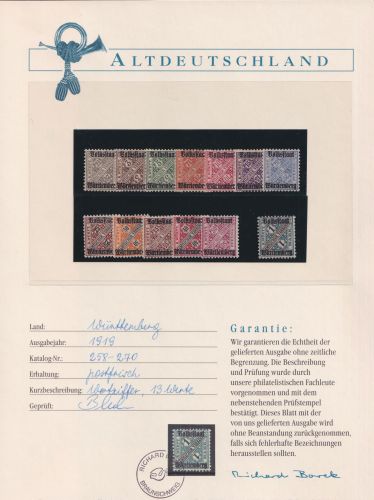 ALTDEUTSCHLAND
Volksstaat
Württemberg
Land: Württemberg
Ausgabejahr: 1919
Katalog-Nr.: 258-270
Erhaltung: postfrisch
Kurzbeschreibung: 13 Werte
Geprüft:
Garantie:
Wir garantieren die Echtheit der
gelieferten Ausgabe ohne zeitliche
Begrenzung. Die Beschreibung
und Prüfung wurde durch
unsere philatelistischen Fachleute
vorgenommen und mit dem
nebenstehenden Prüfstempel
bestätigt. Dieses Blatt mit der
von uns gelieferten Ausgabe wird
ohne Beanstandung zurückgenommen,
falls sich fehlerhafte Bezeichnungen
herausstellen.
Richard Borek
RICHARD
BRAUNSCHWEIG